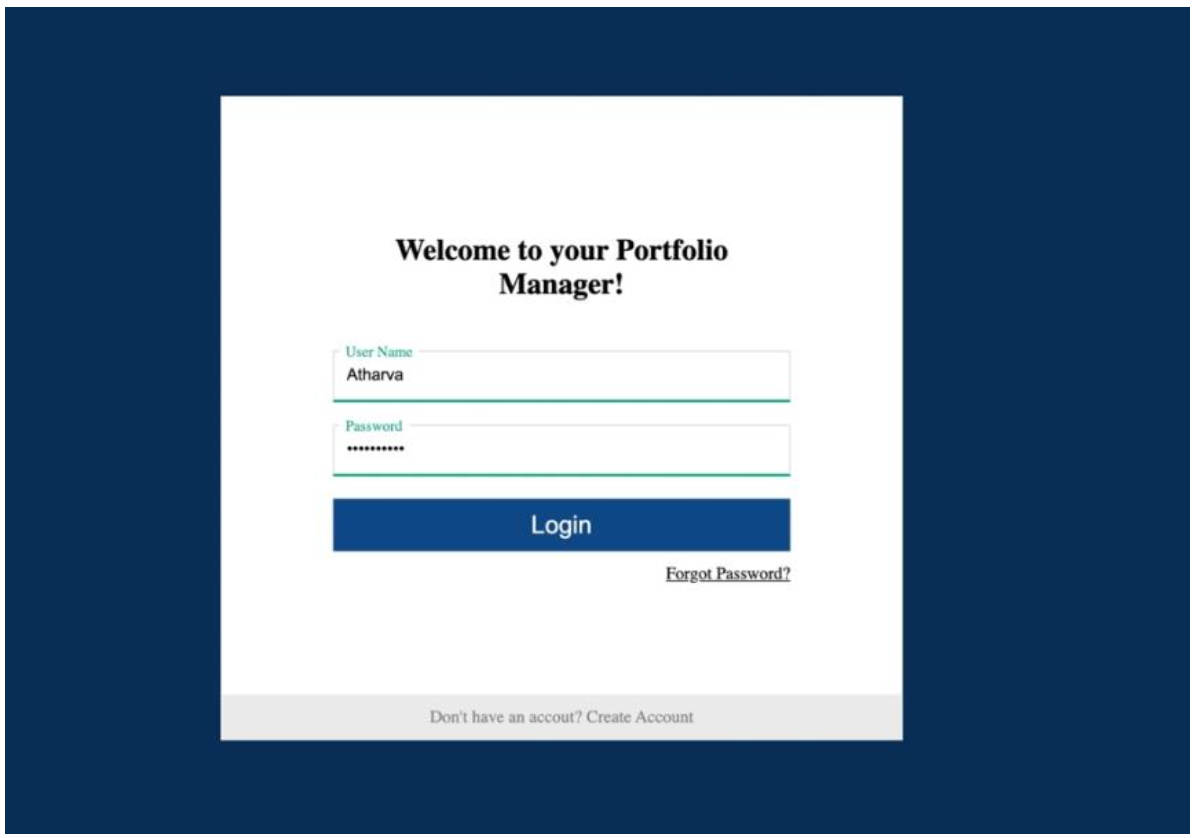 Welcome to your Portfolio
Manager!
User Name
Atharva
Password
••••••••••
Login
Forgot Password?
Don't have an accout? Create Account